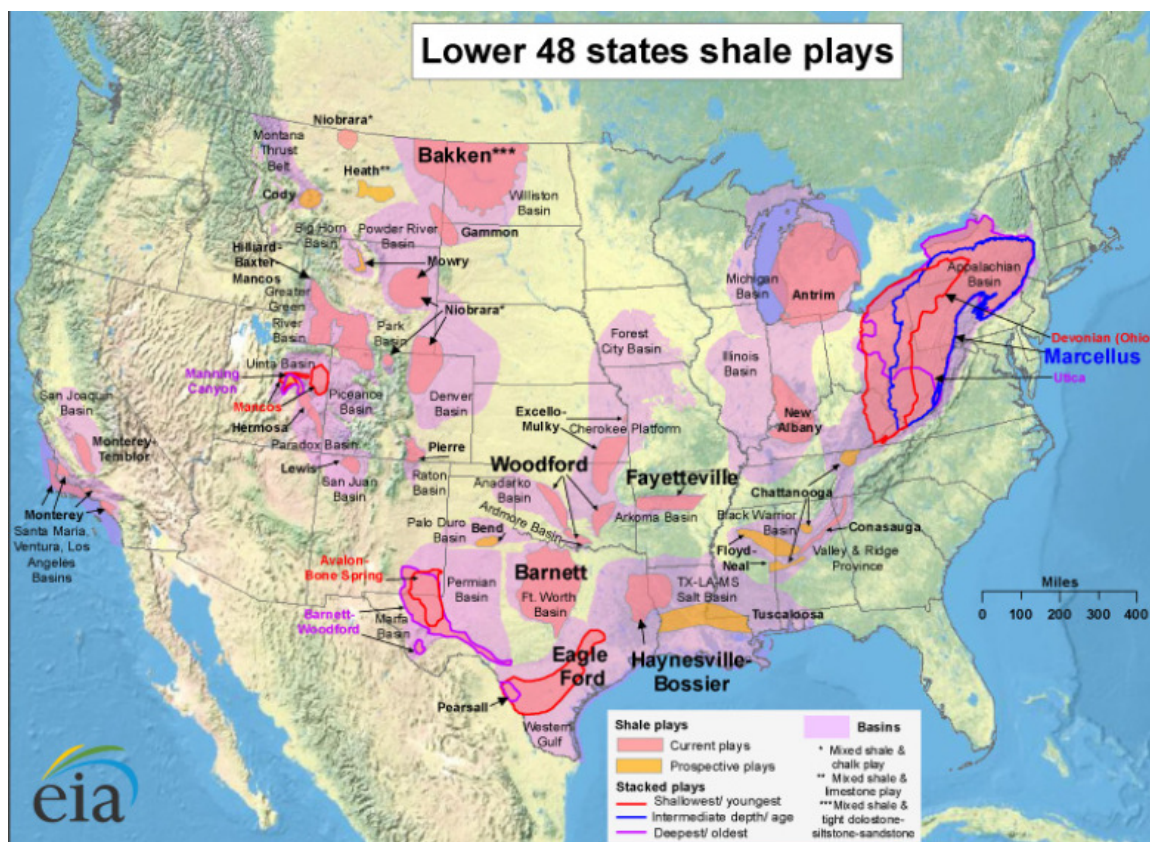 Lower 48 states shale plays
Niobrara*
Montana
Thrust
Belt
Bakken***
Heath**
Cody
Williston
Basin
Big Horn
Basin
Powder River
Basin
Gammon
Hilliard-
Baxter-
Mancos
Mowry
Greater
Green
River
Basin
Park
Basin
Niobrara*
Michigan
Basin
Antrim
Appalachian
Basin
Devonian (Ohio
Marcellus
Utica
Forest
City Basin
Illinois
Basin
Uinta Basin
Manning
Canyon
Mancos
Piceance
Basin
Denver
Basin
San Joaquin
Basin
Hermosa
Excello-
Mulky
Cherokee Platform
New
Albany
Monterey-
Temblor
Paradox Basin
Pierre
Lewis
San Juan
Basin
Raton
Basin
Woodford
Anadarko
Basin
Fayetteville
Chattanooga
Monterey
Santa Maria,
Ventura, Los
Angeles
Basins
Palo Duro
Basin
Bend
Ardmore Basin
Arkoma Basin
Black Warrior
Basin
Conasauga
Floyd-
Neal
Valley & Ridge
Province
Avalon-
Bone Spring
Permian
Basin
Barnett
Ft. Worth
Basin
TX-LA-MS
Salt Basin
Tuscaloosa
Miles
0 100 200 300 400
Barnett-
Woodford
Marfa
Basin
Eagle
Ford
Haynesville-
Bossier
Pearsall
Western
Gulf
Shale plays
Current plays
Prospective plays
Stacked plays
Shallowest/ youngest
Intermediate depth/ age
Deepest/ oldest
Basins
* Mixed shale &
chalk play
** Mixed shale &
limestone play
***Mixed shale &
tight dolostone-
siltstone-sandstone
eia